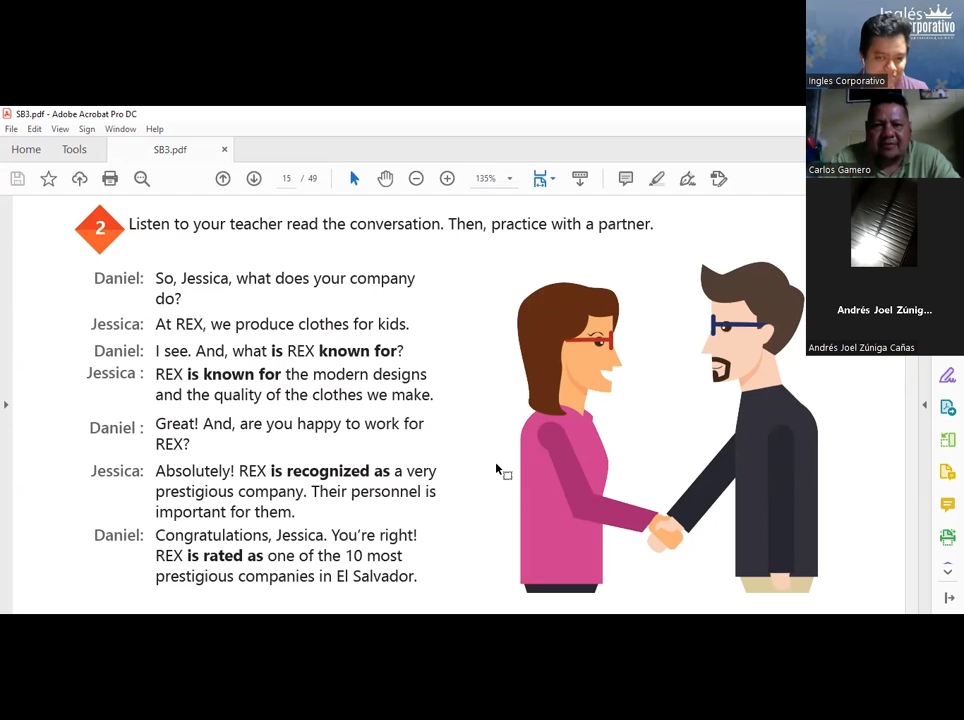 Inglés
Corporativo
Ingles Corporativo
SB3.pdf - Adobe Acrobat Pro DC
File Edit View Sign Window Help
Home Tools SB3.pdf ×
15 / 49 135%
Carlos Gamero
2 Listen to your teacher read the conversation. Then, practice with a partner.
Daniel: So, Jessica, what does your company
do?
Jessica: At REX, we produce clothes for kids.
Daniel: I see. And, what is REX known for?
Jessica : REX is known for the modern designs
and the quality of the clothes we make.
Daniel : Great! And, are you happy to work for
REX?
Jessica: Absolutely! REX is recognized as a very
prestigious company. Their personnel is
important for them.
Daniel: Congratulations, Jessica. You're right!
REX is rated as one of the 10 most
prestigious companies in El Salvador.
Andrés Joel Zúnig...
Andrés Joel Zúniga Cañas